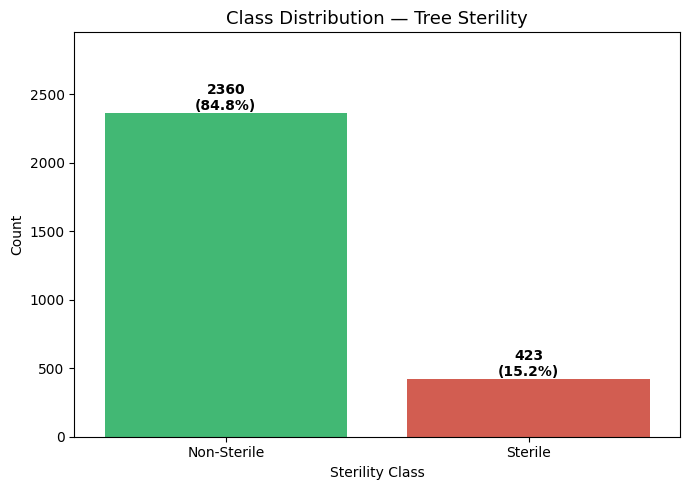 Class Distribution — Tree Sterility
Count
2500
2000
1500
1000
500
0
2360
(84.8%)
423
(15.2%)
Non-Sterile
Sterile
Sterility Class